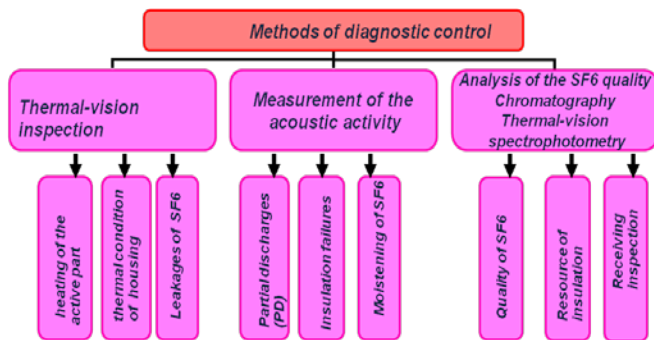 Methods of diagnostic control
Thermal-vision
inspection
Measurement of the
acoustic activity
Analysis of the SF6 quality
Chromatography
Thermal-vision
spectrophotometry
heating of the
active part
thermal condition
of housing
Leakages of SF6
Partial discharges
(PD)
Insulation failures
Moistening of SF6
Quality of SF6
Resource of
insulation
Receiving
Inspection